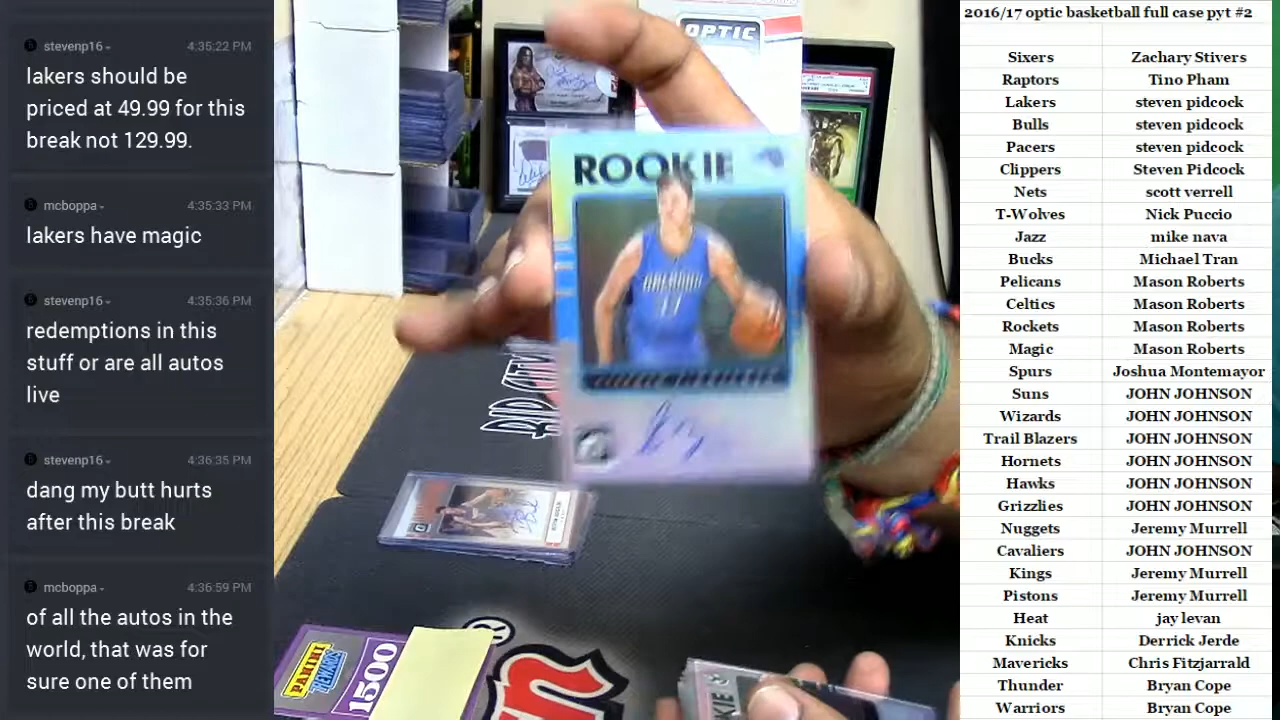 stevenp16
4:35:22 PM
lakers should be
priced at 49.99 for this
break not 129.99.
mcboppa
4:35:33 PM
lakers have magic
stevenp16
4:35:36 PM
redemptions in this
stuff or are all autos
live
stevenp16
4:36:35 PM
dang my butt hurts
after this break
mcboppa
4:36:59 PM
of all the autos in the
world, that was for
sure one of them
OPTIC
ROOKIE
ORLANDO
PANINI
REWARDS
1500
2016/17 optic basketball full case pyt #2
Sixers Zachary Stivers
Raptors Tino Pham
Lakers steven pidcock
Bulls steven pidcock
Pacers steven pidcock
Clippers Steven Pidcock
Nets scott verrell
T-Wolves Nick Puccio
Jazz mike nava
Bucks Michael Tran
Pelicans Mason Roberts
Celtics Mason Roberts
Rockets Mason Roberts
Magic Mason Roberts
Spurs Joshua Montemayor
Suns JOHN JOHNSON
Wizards JOHN JOHNSON
Trail Blazers JOHN JOHNSON
Hornets JOHN JOHNSON
Hawks JOHN JOHNSON
Grizzlies JOHN JOHNSON
Nuggets Jeremy Murrell
Cavaliers JOHN JOHNSON
Kings Jeremy Murrell
Pistons Jeremy Murrell
Heat jay levan
Knicks Derrick Jerde
Mavericks Chris Fitzjarrald
Thunder Bryan Cope
Warriors Bryan Cope